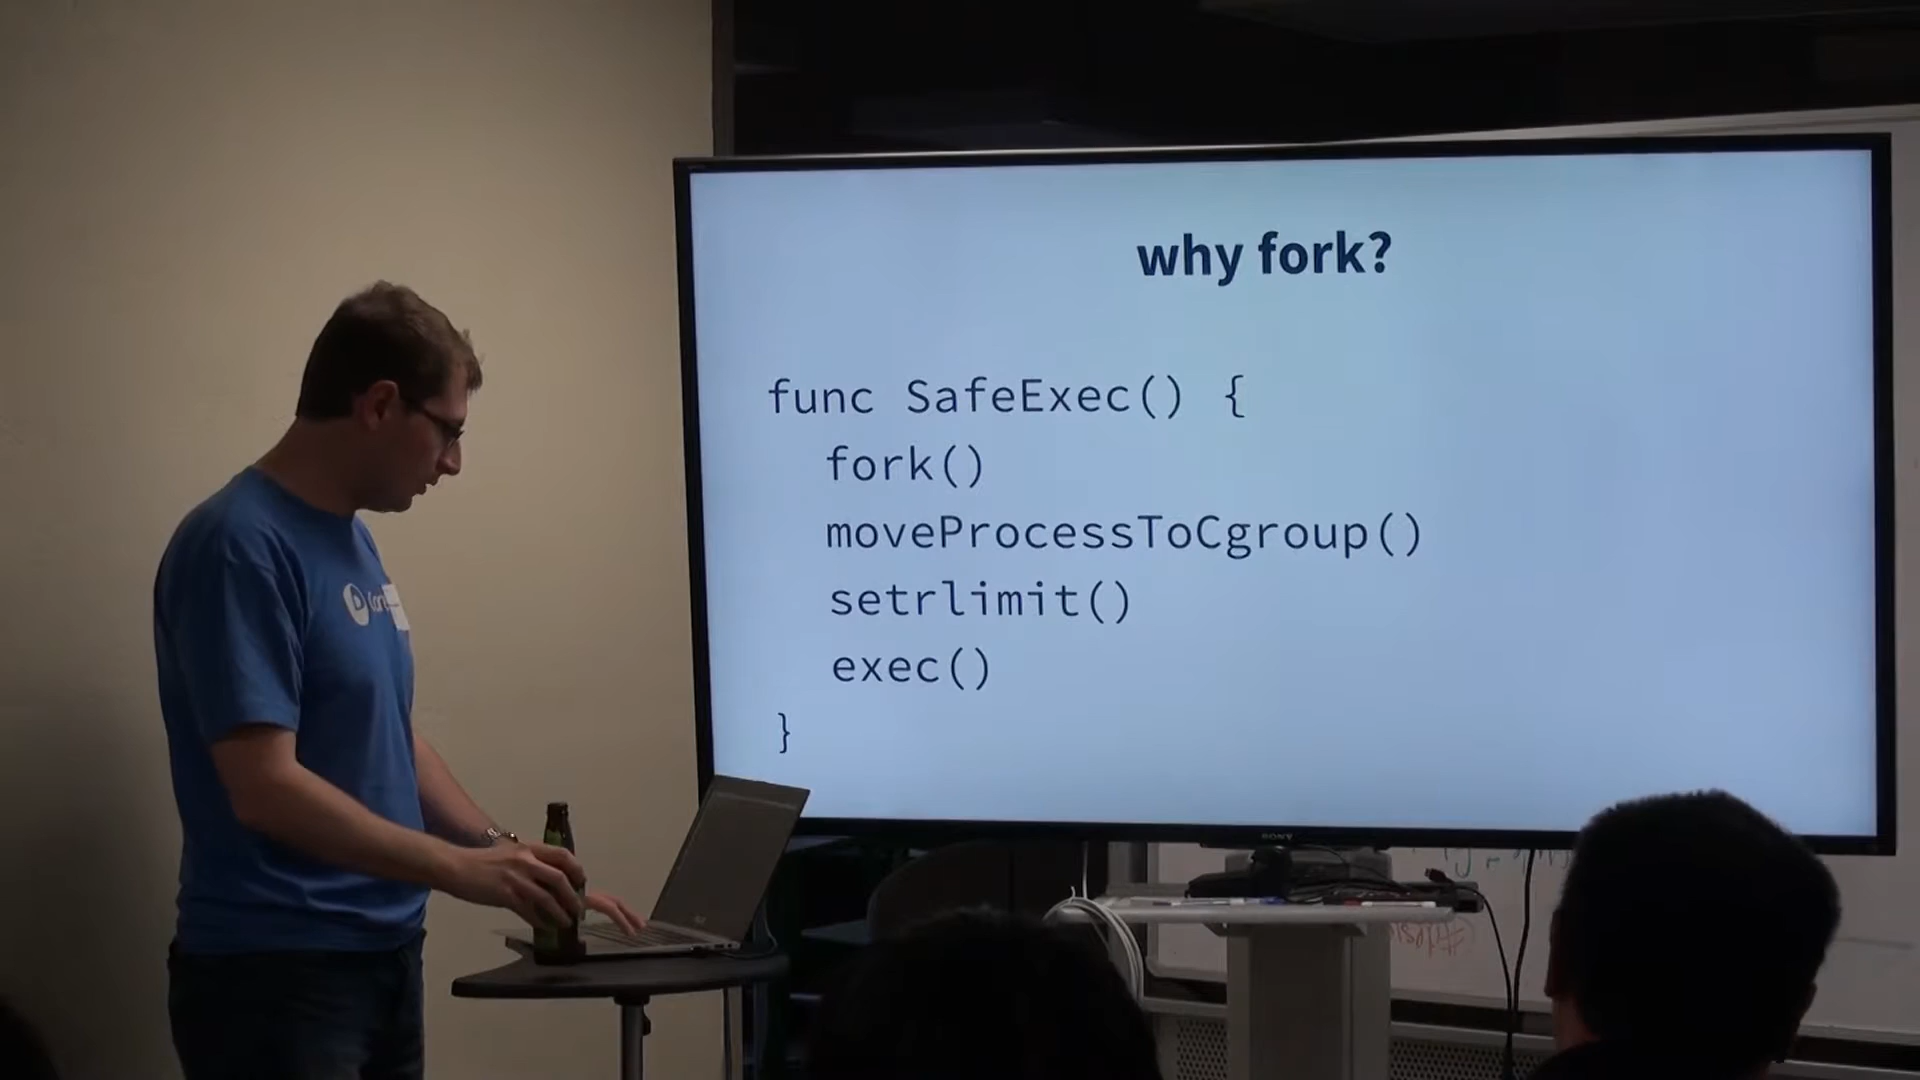 why fork?
func SafeExec() {
fork()
moveProcessToCgroup()
setrlimit()
exec()
}
SONY